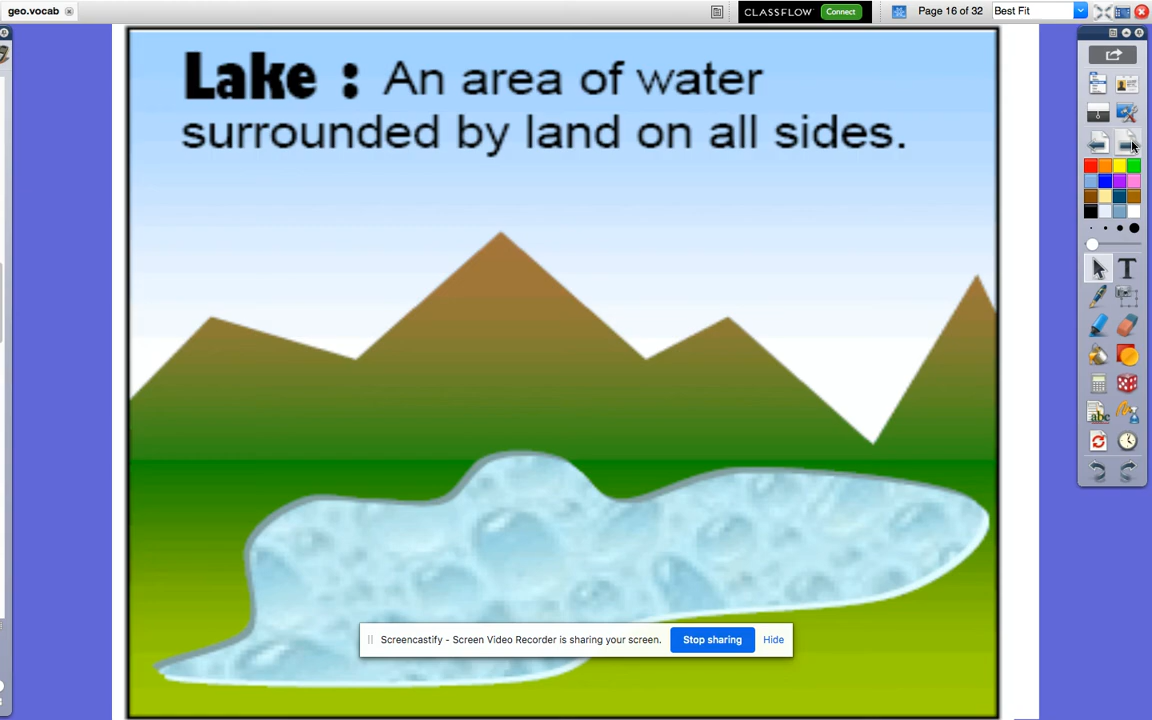 geo.vocab
CLASSFLOW Connect
Page 16 of 32
Best Fit
Lake : An area of water
surrounded by land on all sides.
T
abc
Screencastify - Screen Video Recorder is sharing your screen.
Stop sharing
Hide